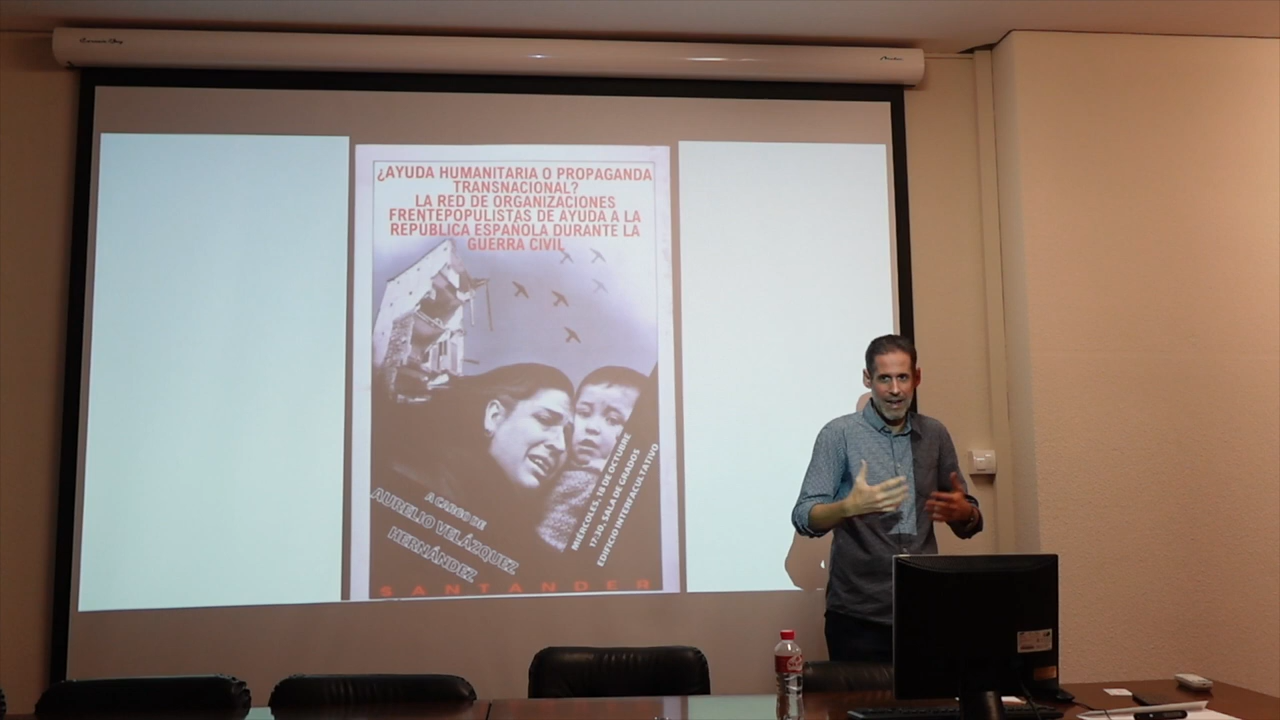 ¿AYUDA HUMANITARIA O PROPAGANDA
TRANSNACIONAL?
LA RED DE ORGANIZACIONES
FRENTEPOPULISTAS DE AYUDA A LA
REPUBLICA ESPAÑOLA DURANTE LA
GUERRA CIVIL
A CARGO DE
AURELIO VELÁZQUEZ
HERNÁNDEZ
MIÉRCOLES, 18 DE OCTUBRE
17:30, SALA DE GRADOS
EDIFICIO INTERFACULTATIVO
SANTANDER